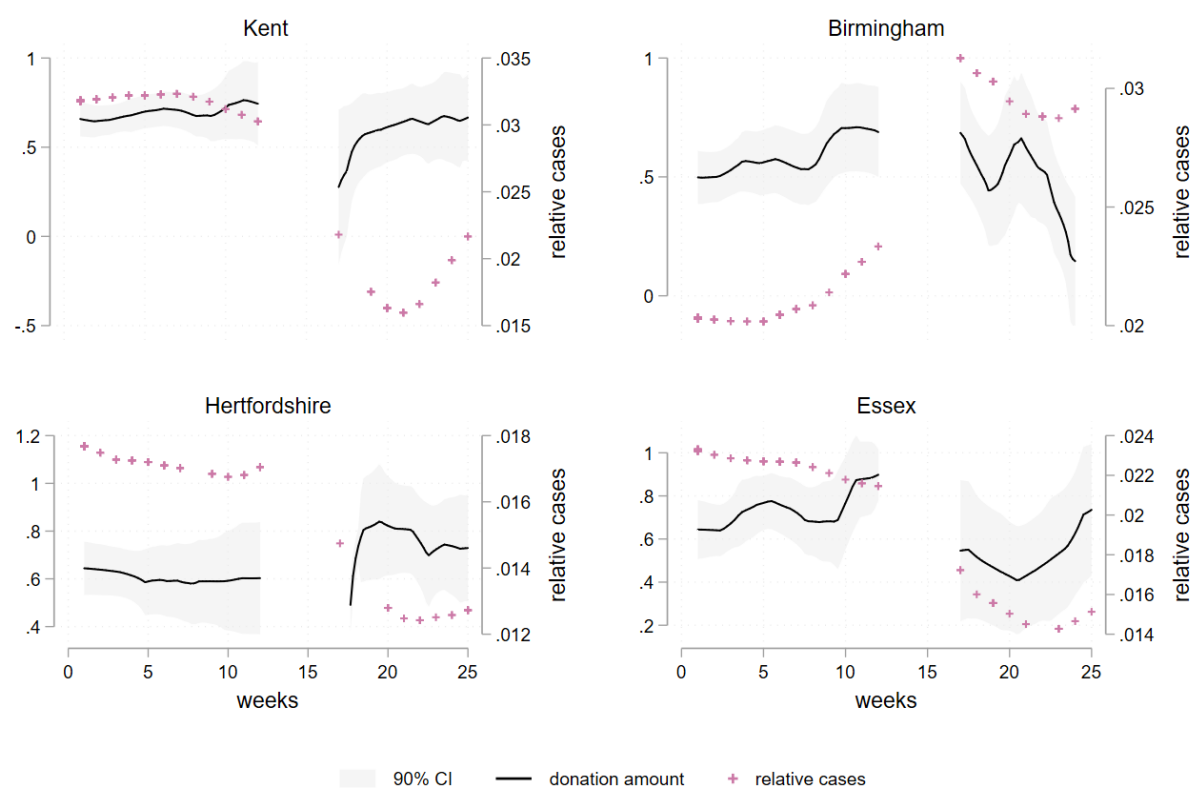 Kent
Birmingham
1
.5
0
-.5
.035
.03
.025
.02
.015
relative cases
1
.5
0
.03
.025
.02
relative cases
Hertfordshire
Essex
1.2
1
.8
.6
.4
.018
.016
.014
.012
relative cases
0 5 10 15 20 25
weeks
1
.8
.6
.4
.2
.024
.022
.02
.018
.016
.014
relative cases
0 5 10 15 20 25
weeks
90% CI donation amount relative cases